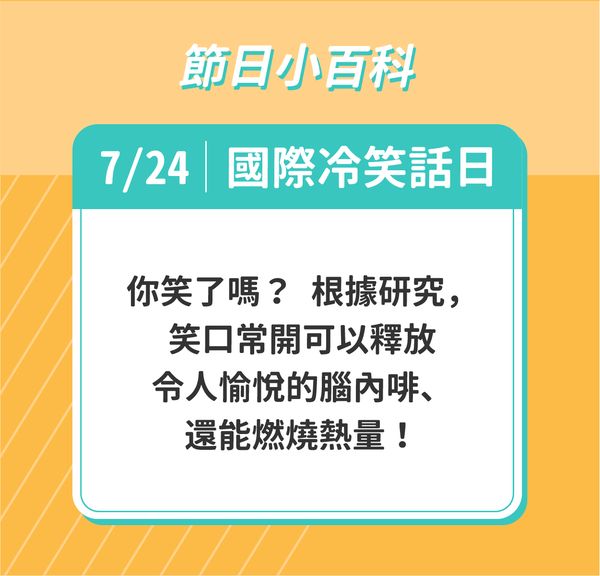 節日小百科
7/24｜國際冷笑話日
你笑了嗎？ 根據研究，
笑口常開可以釋放
令人愉悅的腦內啡、
還能燃燒熱量！